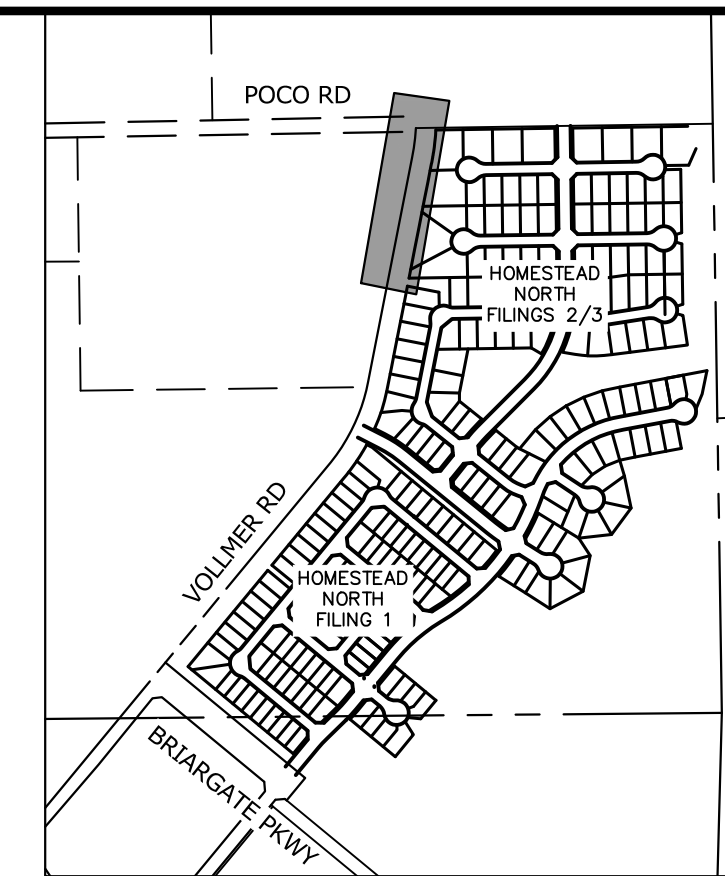 POCO RD
HOMESTEAD
NORTH
FILINGS 2/3
VOLLMER RD
HOMESTEAD
NORTH
FILING 1
BRIARGATE PKWY